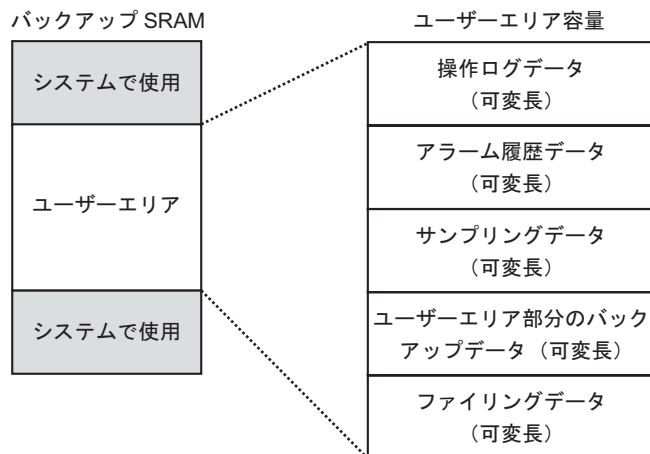 バックアップ SRAM
システムで使用
ユーザーエリア
システムで使用
ユーザーエリア容量
操作ログデータ
(可変長)
アラーム履歴データ
(可変長)
サンプリングデータ
(可変長)
ユーザーエリア部分のバック
アップデータ (可変長)
ファイリングデータ
(可変長)